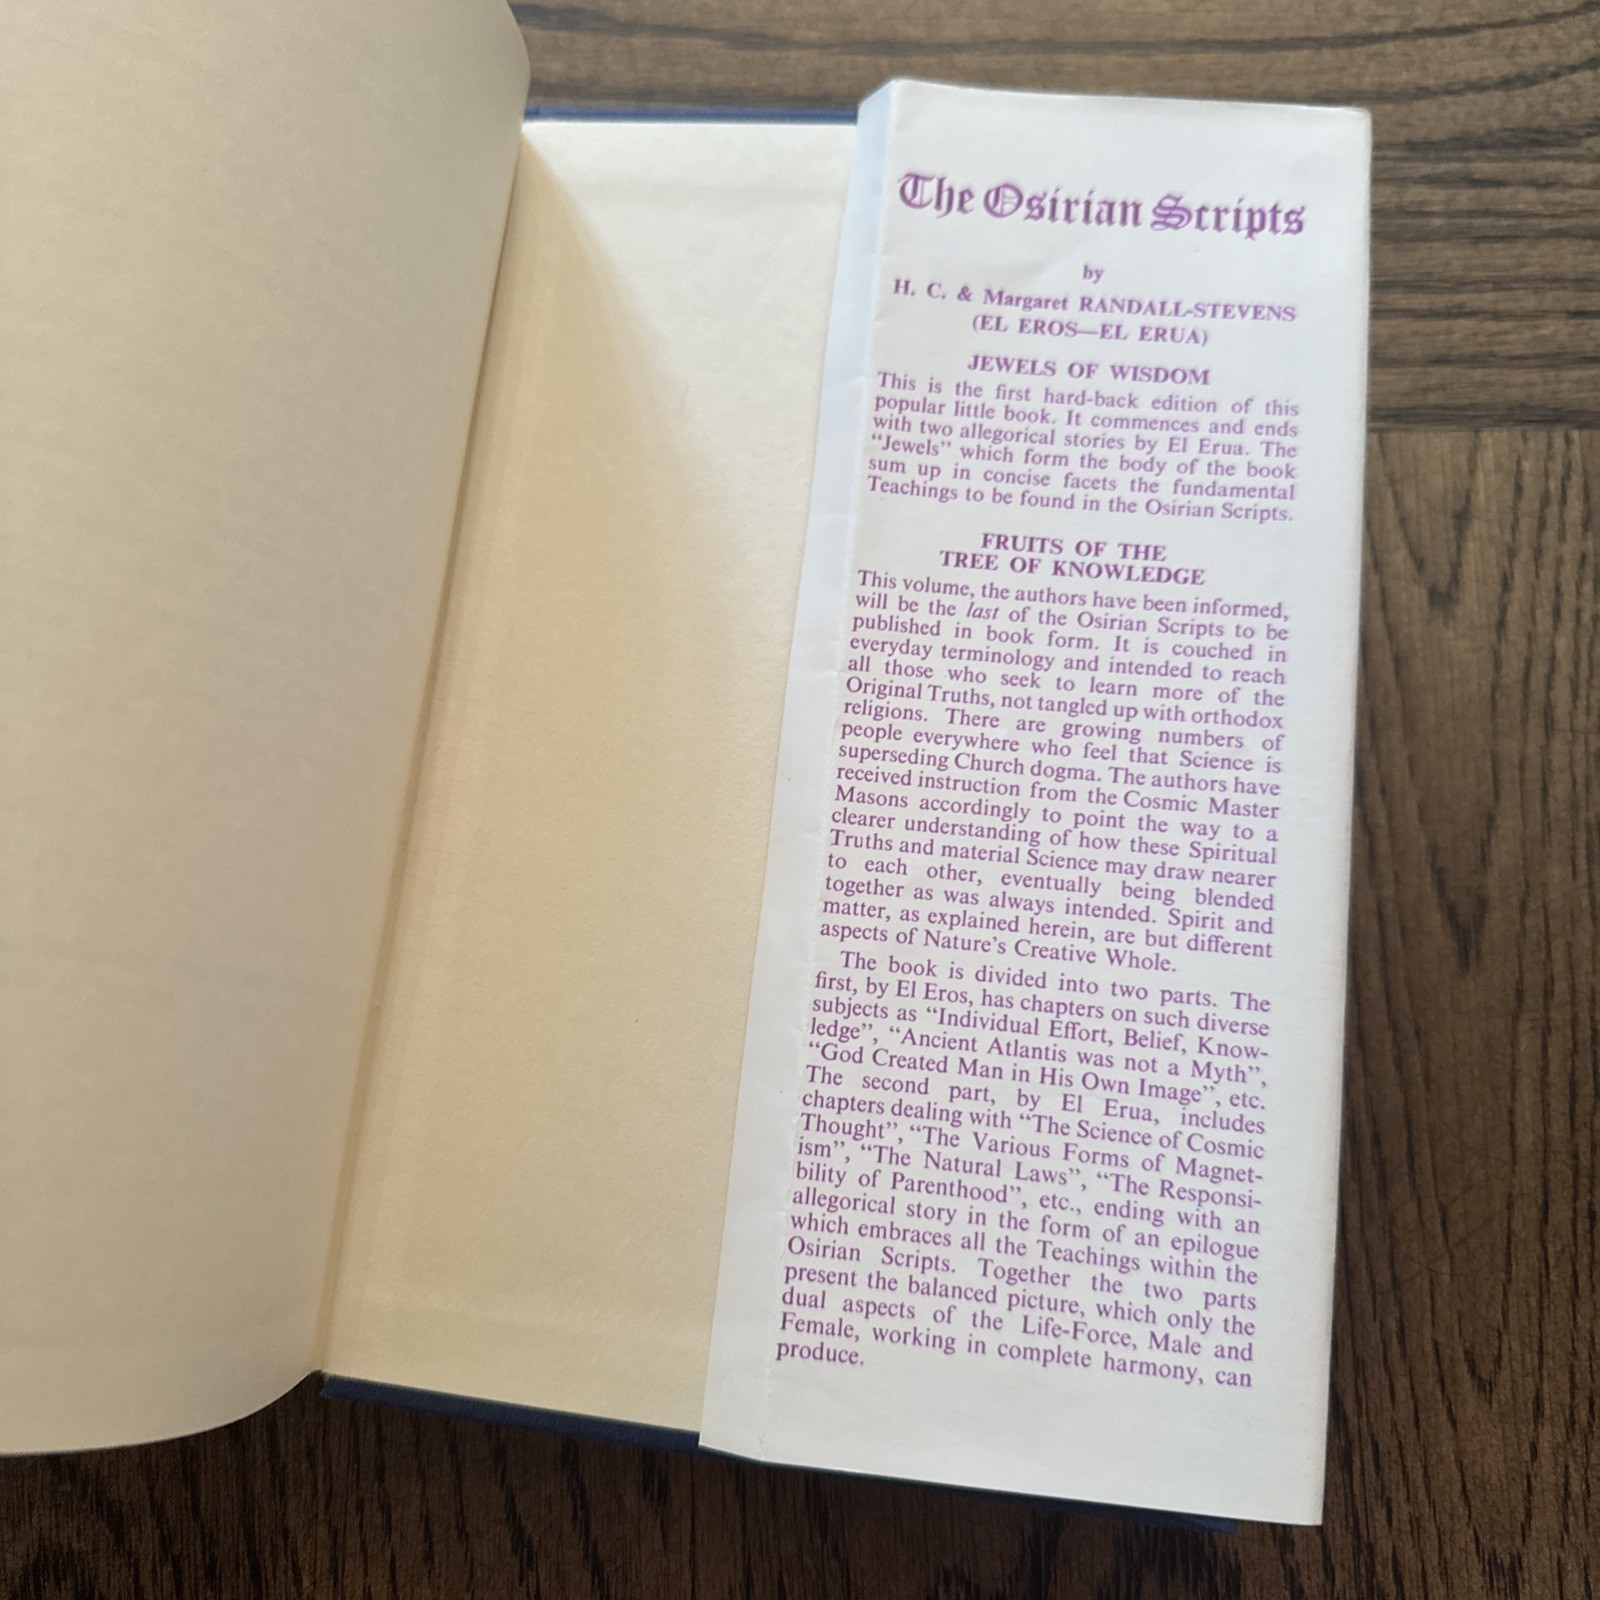 The Osirian Scripts
by
H. C. & Margaret RANDALL-STEVENS
(EL EROS—EL ERUA)
JEWELS OF WISDOM
This is the first hard-back edition of this
popular little book. It commences and ends
with two allegorical stories by El Erua. The
“Jewels” which form the body of the book
sum up in concise facets the fundamental
Teachings to be found in the Osirian Scripts.
FRUITS OF THE
TREE OF KNOWLEDGE
This volume, the authors have been informed,
will be the last of the Osirian Scripts to be
published in book form. It is couched in
everyday terminology and intended to reach
all those who seek to learn more of the
Original Truths, not tangled up with orthodox
religions. There are growing numbers of
people everywhere who feel that Science is
superseding Church dogma. The authors have
received instruction from the Cosmic Master
Masons accordingly to point the way to a
clearer understanding of how these Spiritual
Truths and material Science may draw nearer
to each other, eventually being blended
together as was always intended. Spirit and
matter, as explained herein, are but different
aspects of Nature’s Creative Whole.
The book is divided into two parts. The
first, by El Eros, has chapters on such diverse
subjects as “Individual Effort, Belief, Know-
ledge”, “Ancient Atlantis was not a Myth”,
“God Created Man in His Own Image”, etc.
The second part, by El Erua, includes
chapters dealing with “The Science of Cosmic
Thought”, “The Various Forms of Magnet-
ism”, “The Natural Laws”, “The Responsi-
bility of Parenthood”, etc., ending with an
allegorical story in the form of an epilogue
which embraces all the Teachings within the
Osirian Scripts. Together the two parts
present the balanced picture, which only the
dual aspects of the Life-Force, Male and
Female, working in complete harmony, can
produce.